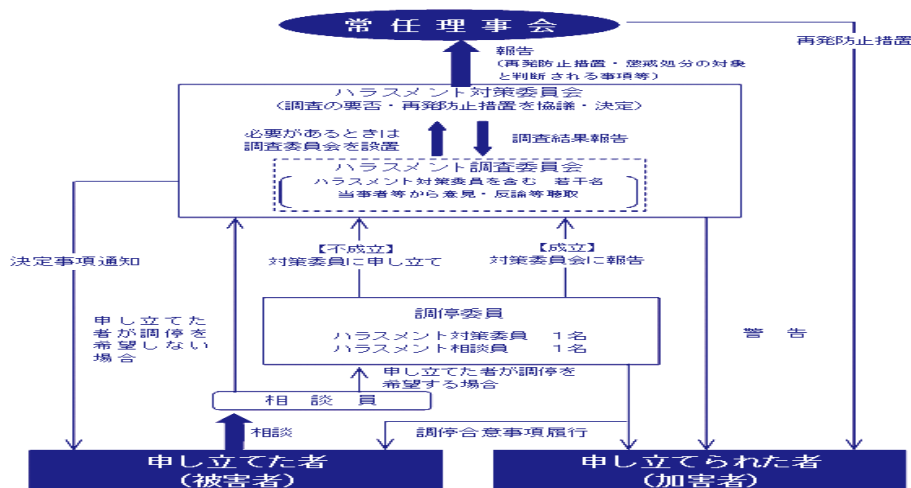 常任理事会
再発防止措置
報告
(再発防止措置・懲戒処分の対象
と判断される事項等)
ハラスメント対策委員会
(調査の要否・再発防止措置を協議・決定)
必要があるときは
調査委員会を設置
調査結果報告
ハラスメント調査委員会
ハラスメント対策委員を含む 若干名
当事者等から意見・反論等聴取
【不成立】
対策委員に申し立て
【成立】
対策委員会に報告
決定事項通知
調停委員
ハラスメント対策委員 1名
ハラスメント相談員 1名
申し立てた
者が調停を
希望しない
場合
警告
申し立てた者が調停を
希望する場合
相談員
相談
調停合意事項履行
申し立てた者
(被害者)
申し立てられた者
(加害者)